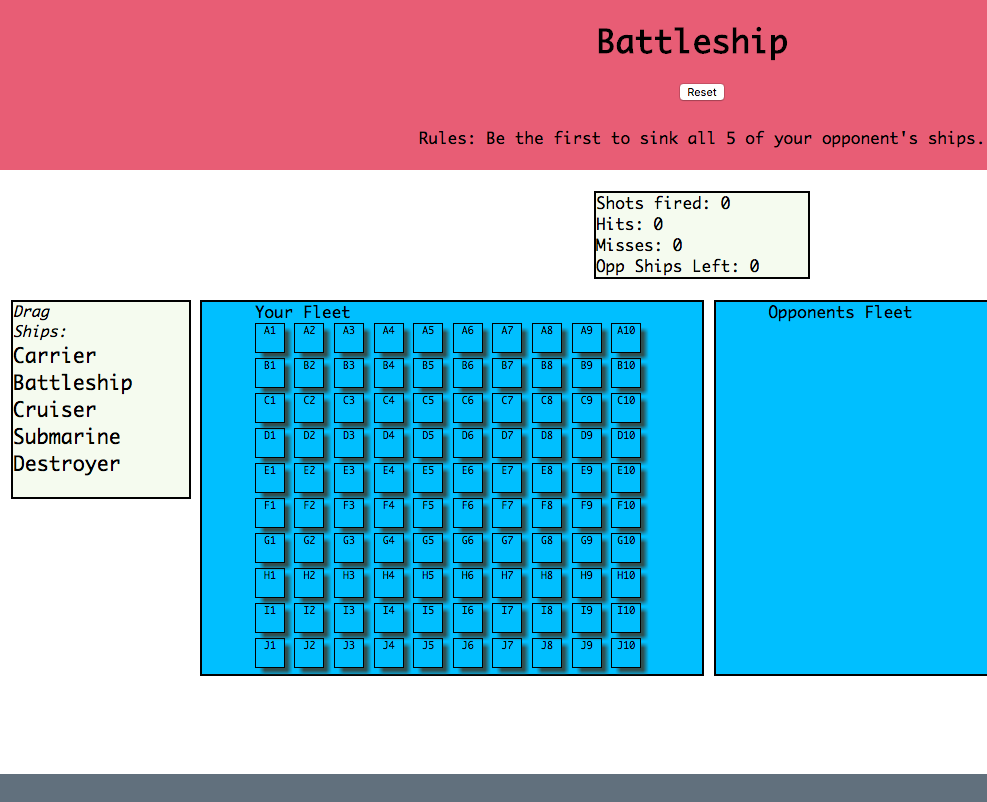 Battleship
Reset
Rules: Be the first to sink all 5 of your opponent's ships.
Shots fired: 0
Hits: 0
Misses: 0
Opp Ships Left: 0
Drag
Ships:
Carrier
Battleship
Cruiser
Submarine
Destroyer
Your Fleet
A1 A2 A3 A4 A5 A6 A7 A8 A9 A10
B1 B2 B3 B4 B5 B6 B7 B8 B9 B10
C1 C2 C3 C4 C5 C6 C7 C8 C9 C10
D1 D2 D3 D4 D5 D6 D7 D8 D9 D10
E1 E2 E3 E4 E5 E6 E7 E8 E9 E10
F1 F2 F3 F4 F5 F6 F7 F8 F9 F10
G1 G2 G3 G4 G5 G6 G7 G8 G9 G10
H1 H2 H3 H4 H5 H6 H7 H8 H9 H10
I1 I2 I3 I4 I5 I6 I7 I8 I9 I10
J1 J2 J3 J4 J5 J6 J7 J8 J9 J10
Opponents Fleet